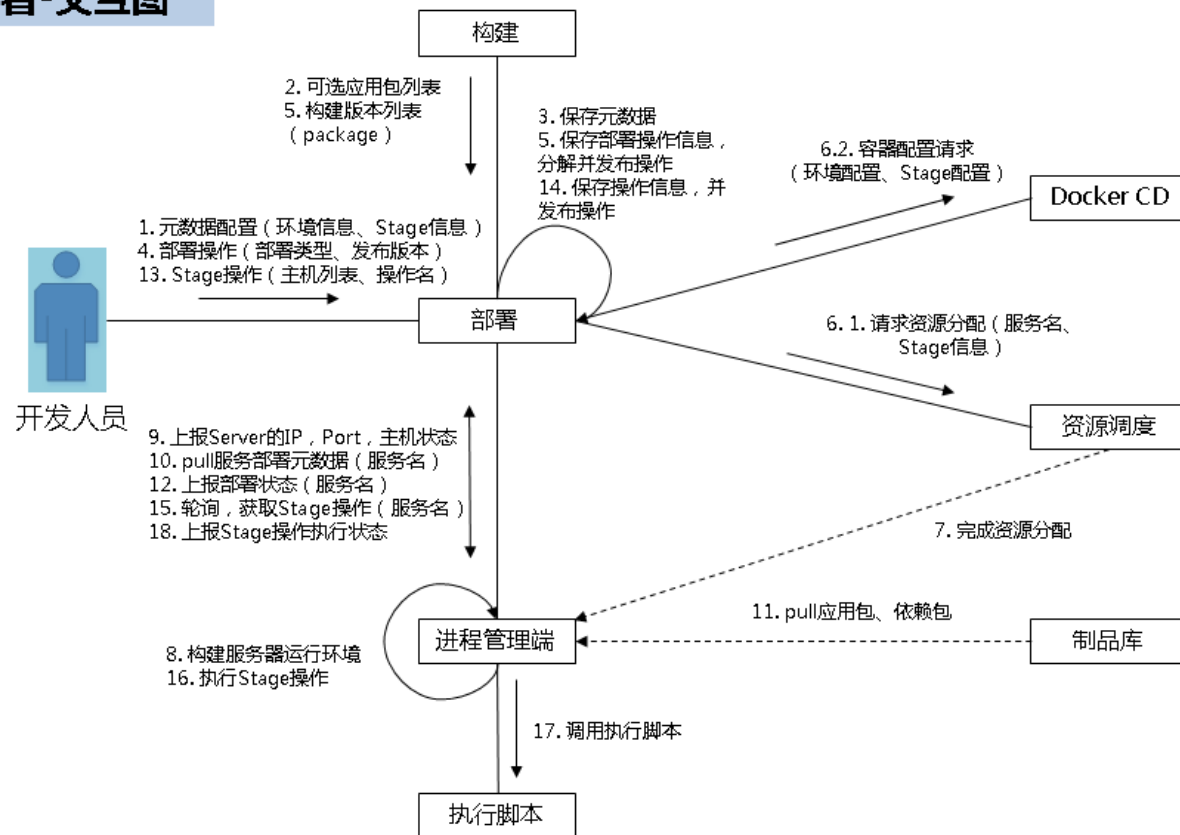 署-交互图
构建
2. 可选应用包列表
5. 构建版本列表
（package）
3. 保存元数据
5. 保存部署操作信息，
分解并发布操作
14. 保存操作信息，并
发布操作
6.2. 容器配置请求
（环境配置、Stage配置）
Docker CD
1. 元数据配置（环境信息、Stage信息）
4. 部署操作（部署类型、发布版本）
13. Stage操作（主机列表、操作名）
部署
6. 1. 请求资源分配（服务名、
Stage信息）
开发人员
资源调度
9. 上报Server的IP，Port，主机状态
10. pull服务部署元数据（服务名）
12. 上报部署状态（服务名）
15. 轮询，获取Stage操作（服务名）
18. 上报Stage操作执行状态
7. 完成资源分配
11. pull应用包、依赖包
进程管理端
制品库
8. 构建服务器运行环境
16. 执行Stage操作
17. 调用执行脚本
执行脚本